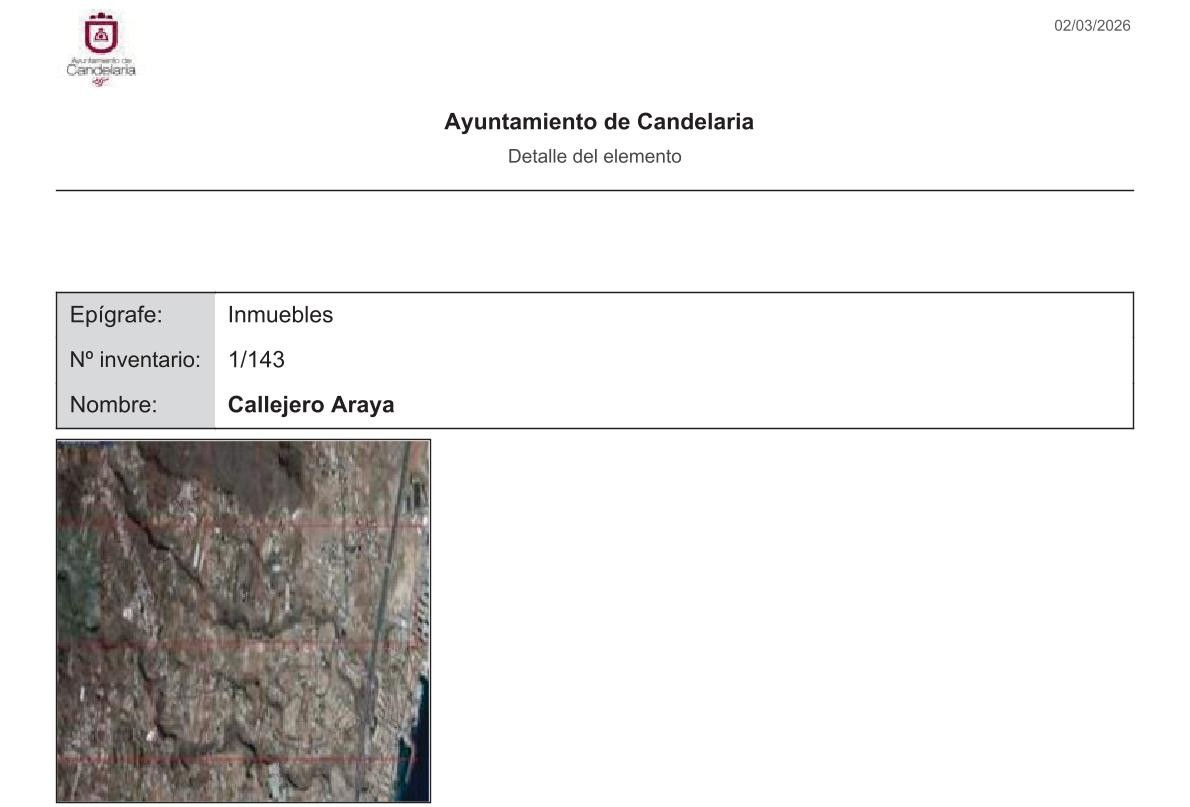 Ayuntamiento de
Candelaria
02/03/2026
Ayuntamiento de Candelaria
Detalle del elemento
Epígrafe: Inmuebles
Nº inventario: 1/143
Nombre: Callejero Araya